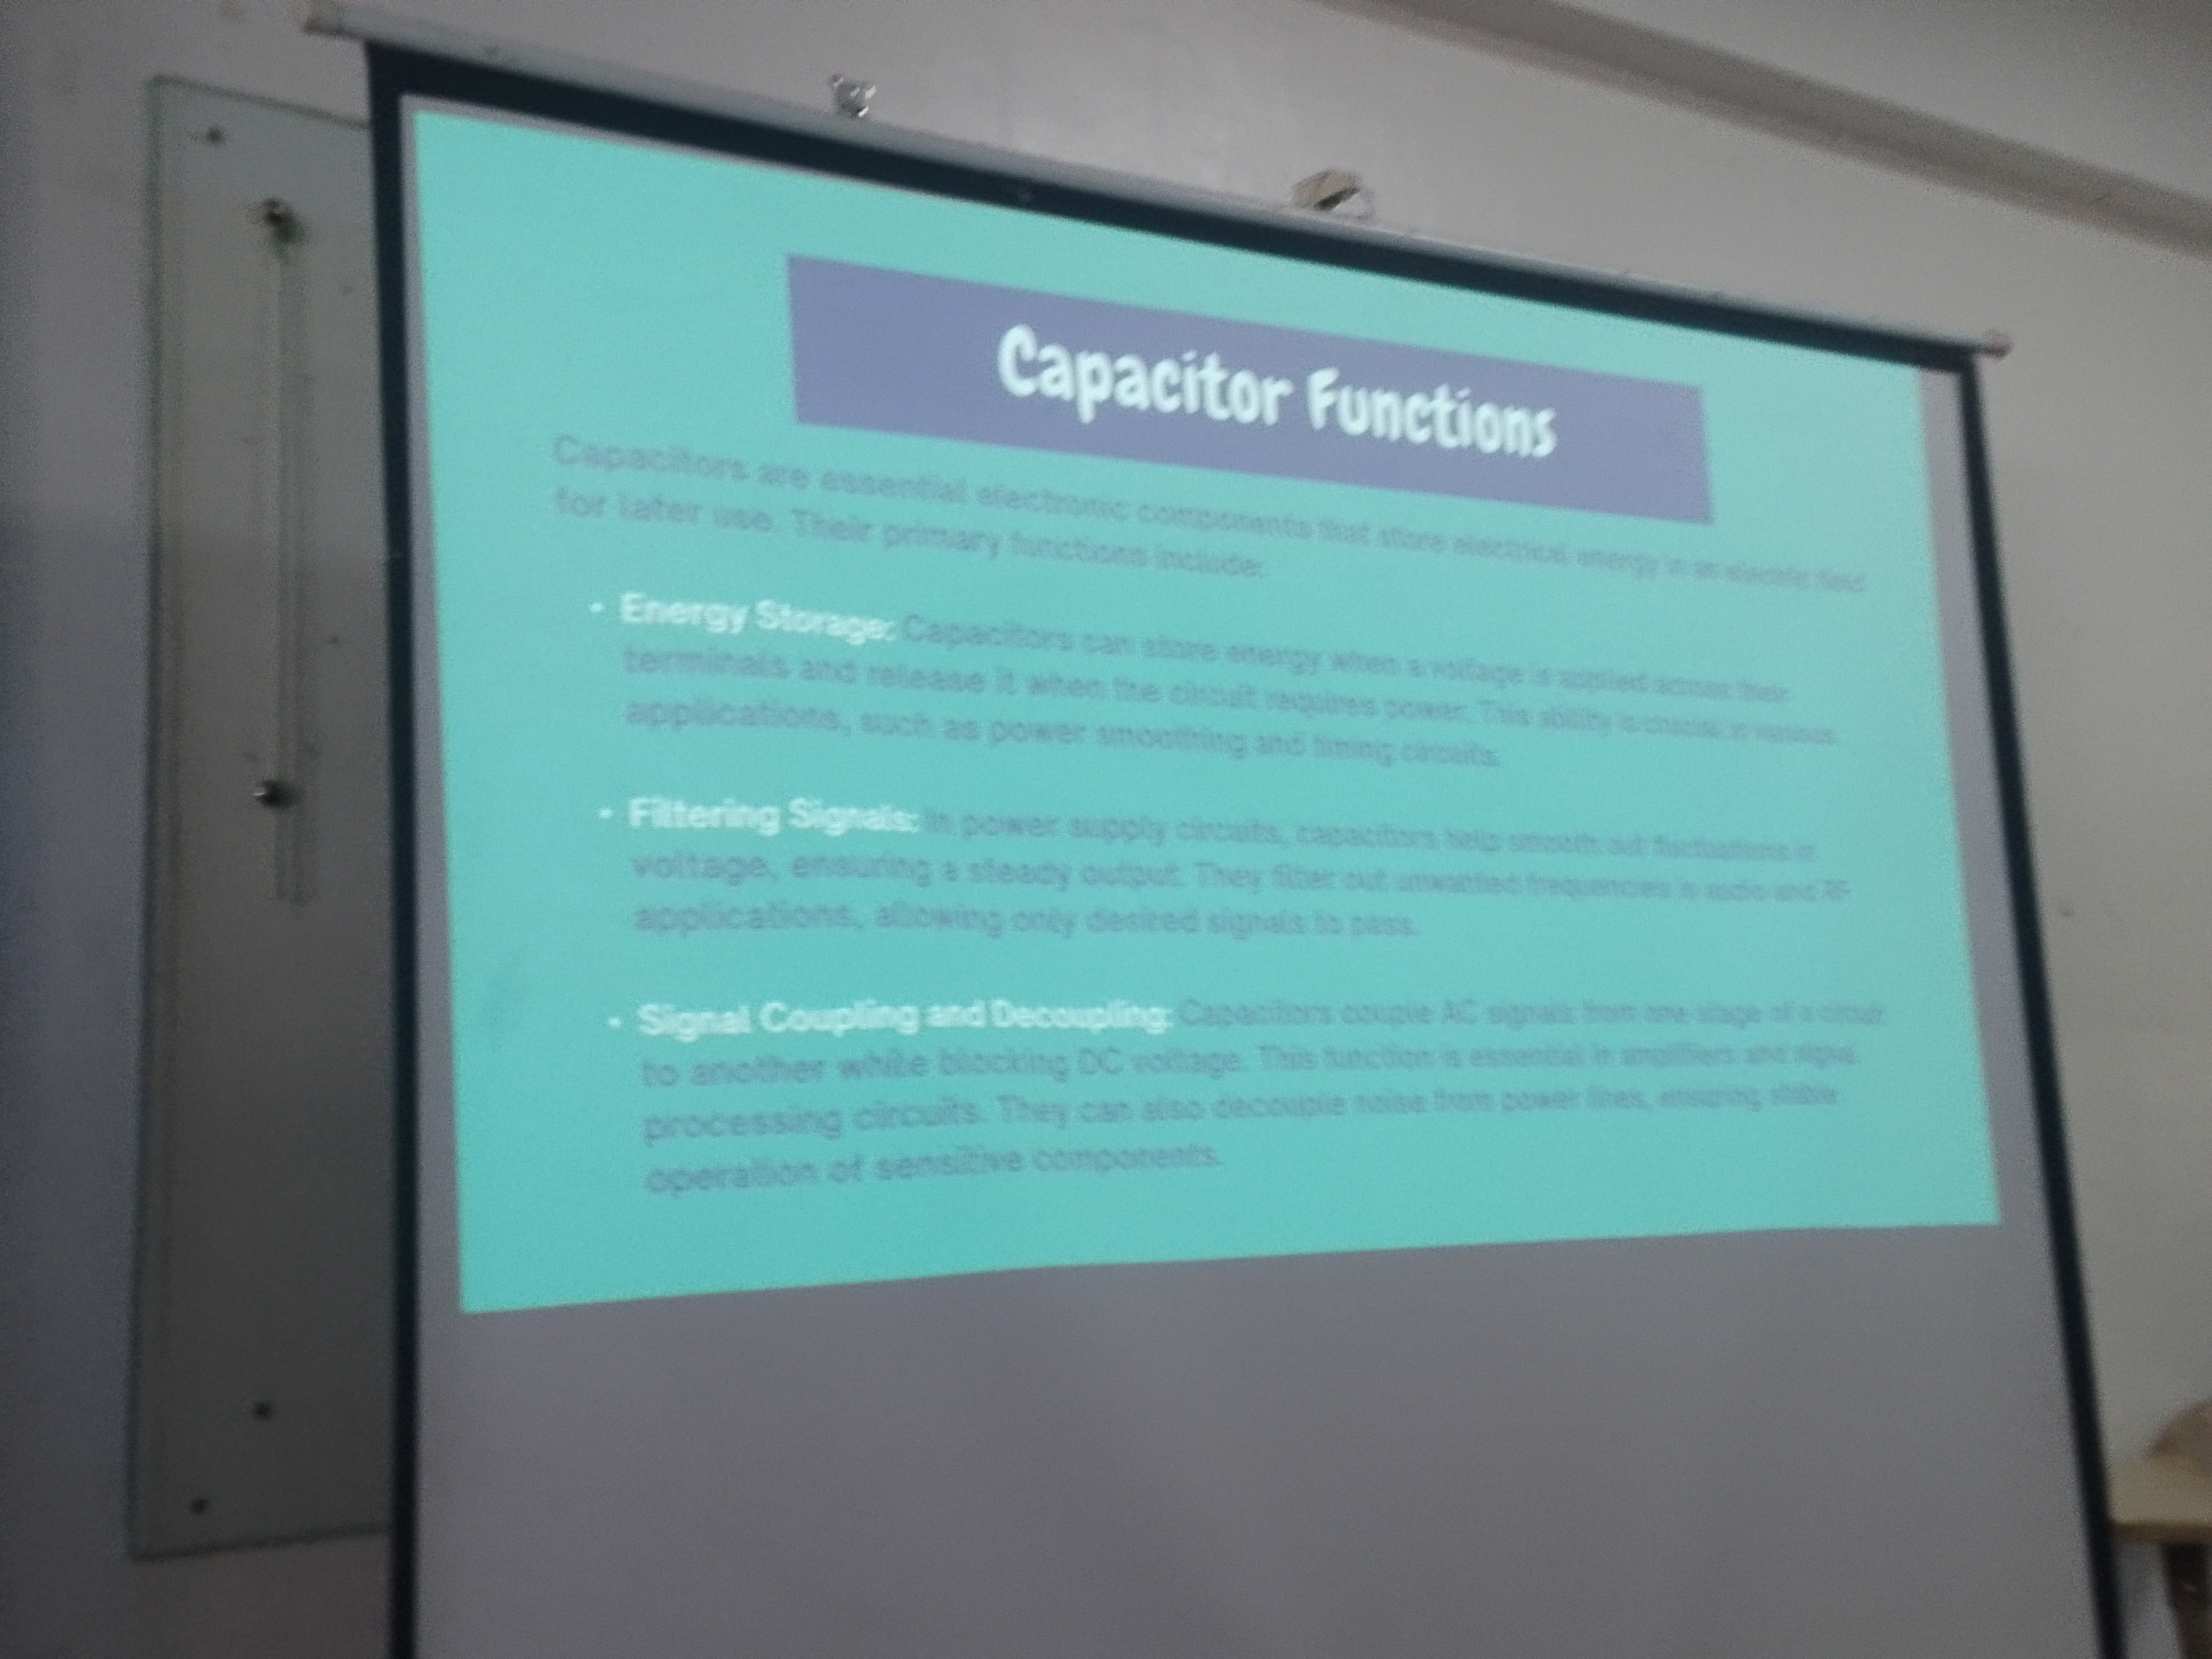 Capacitor Functions
Capacitors are essential electronic components that store electrical energy in an electric field
for later use. Their primary functions include:
• Energy Storage: Capacitors can store energy when a voltage is applied across their
terminals and release it when the circuit requires power. This ability is crucial in various
applications, such as power smoothing and timing circuits.
• Filtering Signals: In power supply circuits, capacitors help smooth out fluctuations in
voltage, ensuring a steady output. They filter out unwanted frequencies in audio and RF
applications, allowing only desired signals to pass.
• Signal Coupling and Decoupling: Capacitors couple AC signals from one stage of a circuit
to another while blocking DC voltage. This function is essential in amplifiers and signal
processing circuits. They can also decouple noise from power lines, ensuring stable
operation of sensitive components.